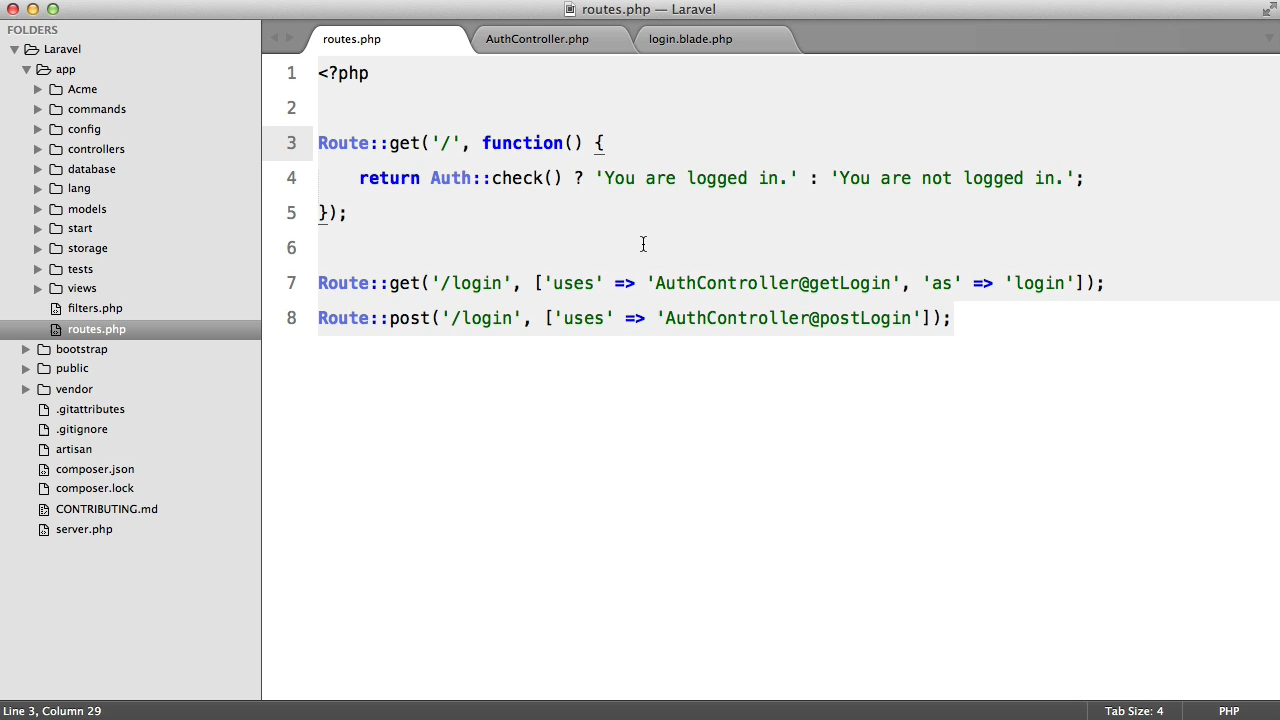 routes.php — Laravel
FOLDERS
Laravel
app
Acme
commands
config
controllers
database
lang
models
start
storage
tests
views
filters.php
routes.php
bootstrap
public
vendor
.gitattributes
.gitignore
artisan
composer.json
composer.lock
CONTRIBUTING.md
server.php
routes.php AuthController.php login.blade.php
1 <?php
2
3 Route::get('/', function() {
4     return Auth::check() ? 'You are logged in.' : 'You are not logged in.';
5 });
6
7 Route::get('/login', ['uses' => 'AuthController@getLogin', 'as' => 'login']);
8 Route::post('/login', ['uses' => 'AuthController@postLogin']);
Line 3, Column 29 Tab Size: 4 PHP